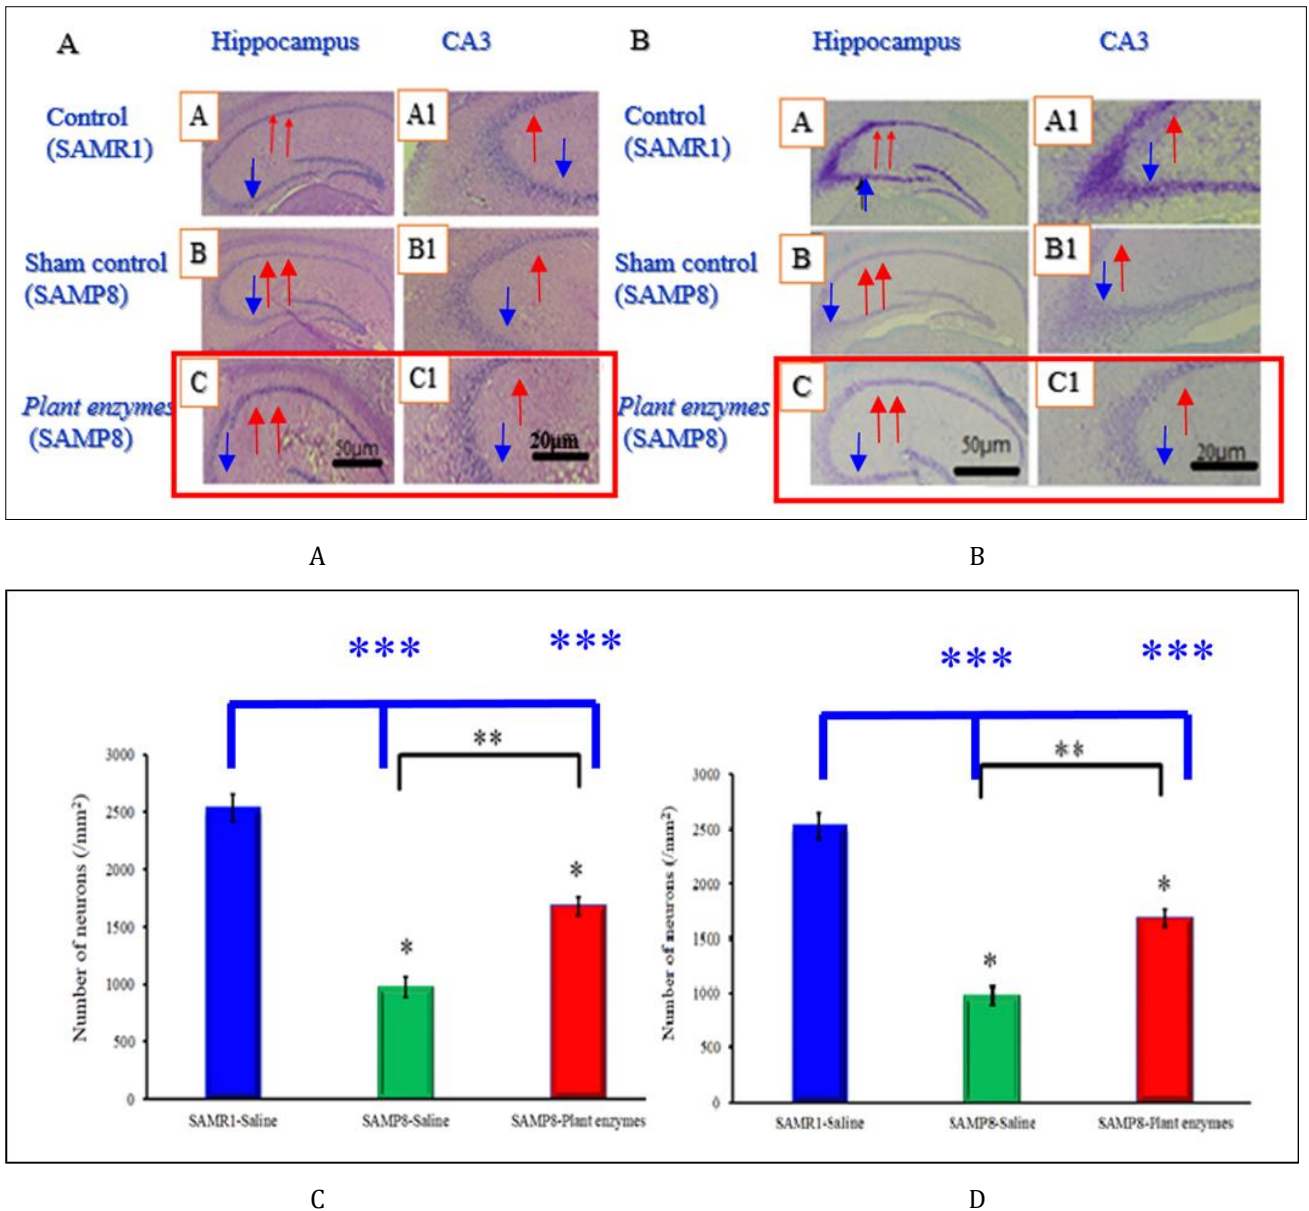 A Hippocampus CA3 B Hippocampus CA3
Control
(SAMR1)
A
A1
Control
(SAMR1)
A
A1
Sham control
(SAMP8)
B
B1
Sham control
(SAMP8)
B
B1
Plant enzymes
(SAMP8)
C
50µm
C1
20µm
Plant enzymes
(SAMP8)
C
50µm
C1
20µm
A B
*** ***
**
Number of neurons (/mm²)
3000
2500
2000
1500
1000
500
0
*
*
SAMR1-Saline SAMP8-Saline SAMP8-Plant enzymes
*** ***
**
Number of neurons (/mm²)
3000
2500
2000
1500
1000
500
0
*
*
SAMR1-Saline SAMP8-Saline SAMP8-Plant enzymes
C D